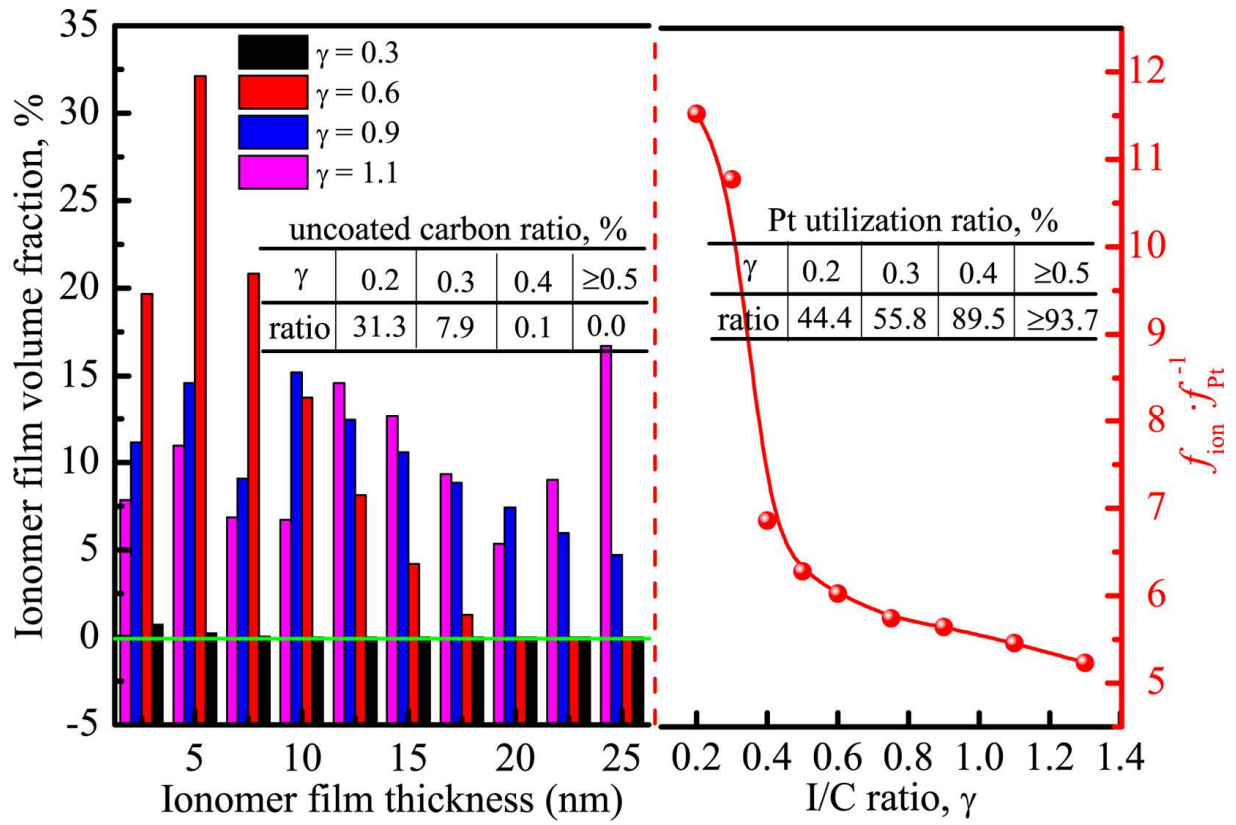 Ionomer film volume fraction, %
35
30
25
20
15
10
5
0
-5
γ = 0.3
γ = 0.6
γ = 0.9
γ = 1.1
uncoated carbon ratio, %
γ 0.2 0.3 0.4 ≥0.5
ratio 31.3 7.9 0.1 0.0
5 10 15 20 25
Ionomer film thickness (nm)
Pt utilization ratio, %
γ 0.2 0.3 0.4 ≥0.5
ratio 44.4 55.8 89.5 ≥93.7
0.2 0.4 0.6 0.8 1.0 1.2 1.4
I/C ratio, γ
12
11
10
9
8
7
6
5
f_ion · f_Pt^-1